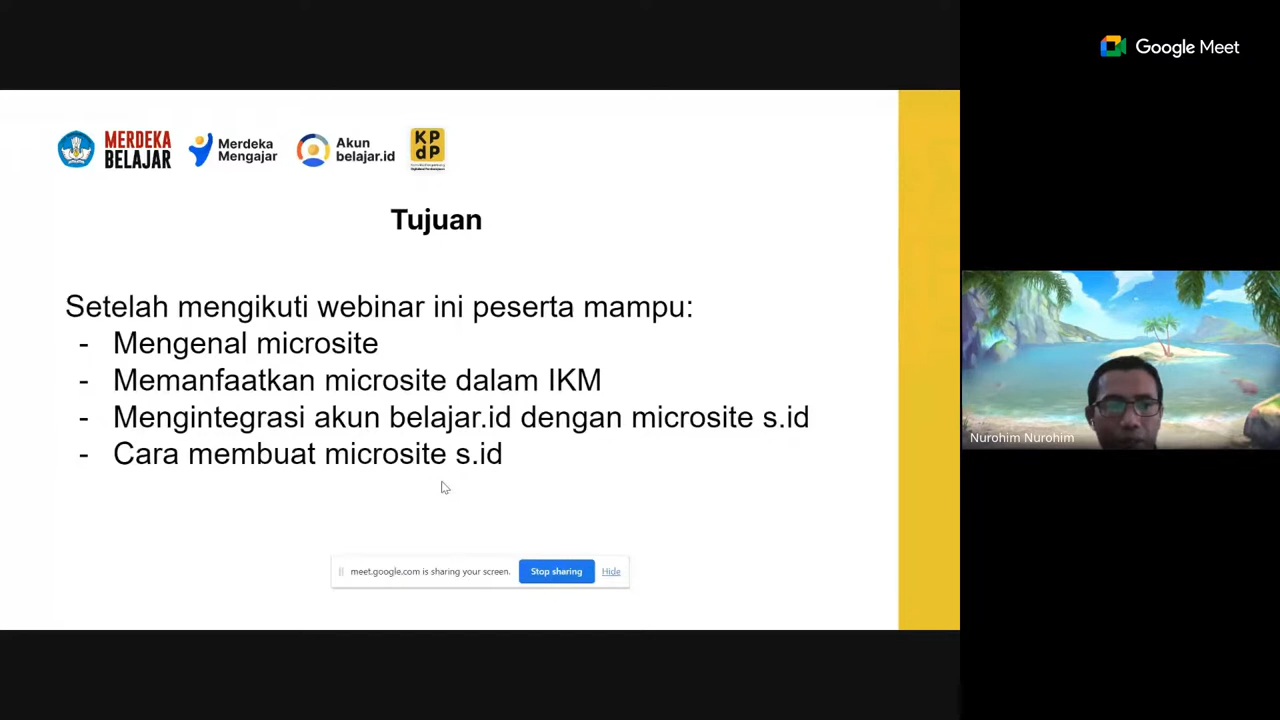 Google Meet
MERDEKA
BELAJAR
Merdeka
Mengajar
Akun
belajar.id
KP
dP
Tujuan
Setelah mengikuti webinar ini peserta mampu:
- Mengenal microsite
- Memanfaatkan microsite dalam IKM
- Mengintegrasi akun belajar.id dengan microsite s.id
- Cara membuat microsite s.id
Nurohim Nurohim
meet.google.com is sharing your screen.
Stop sharing
Hide